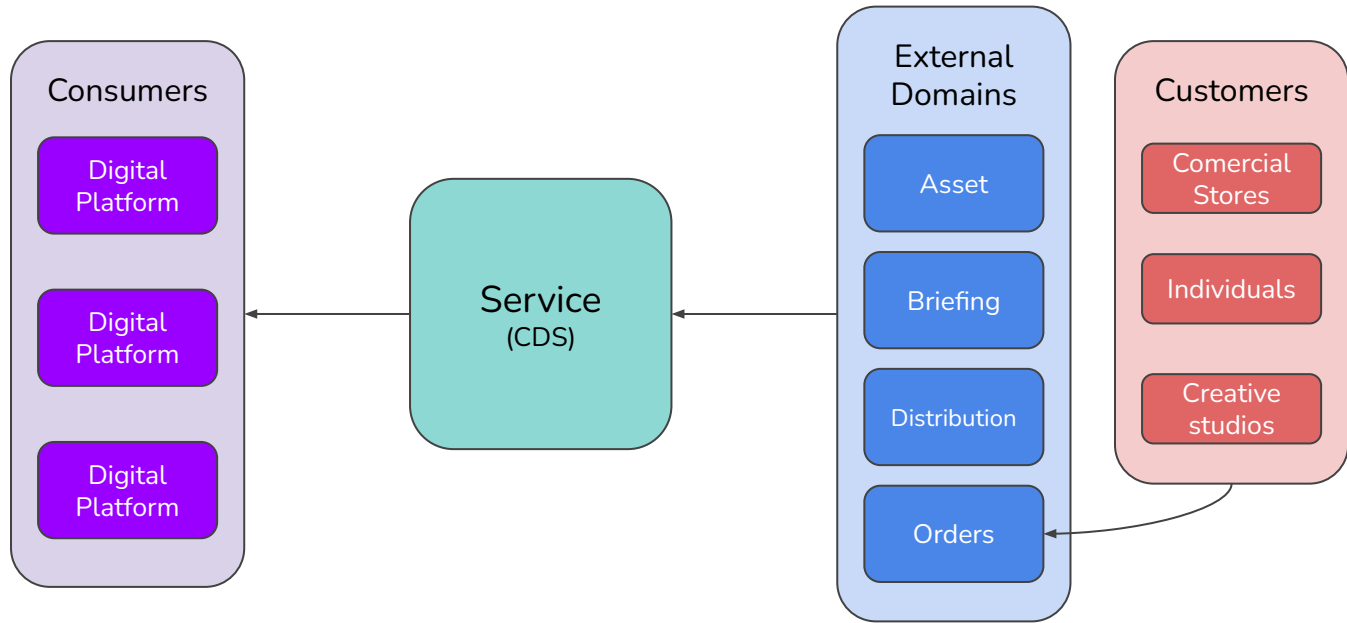 Consumers
Digital
Platform
Digital
Platform
Digital
Platform
Service
(CDS)
External
Domains
Asset
Briefing
Distribution
Orders
Customers
Comercial
Stores
Individuals
Creative
studios